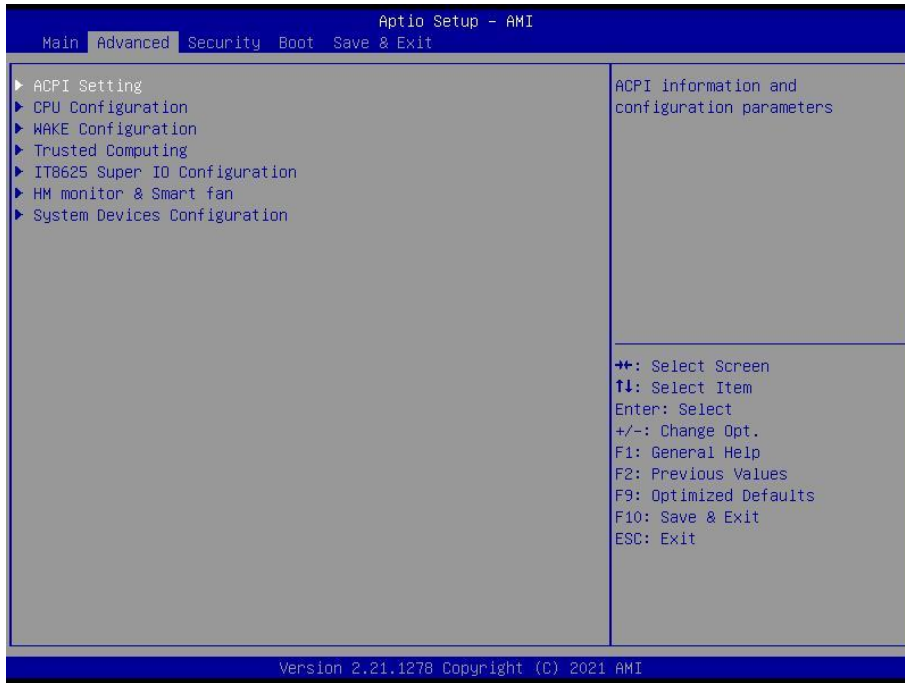 Aptio Setup - AMI
Main Advanced Security Boot Save & Exit
▶ ACPI Setting
▶ CPU Configuration
▶ WAKE Configuration
▶ Trusted Computing
▶ IT8625 Super IO Configuration
▶ HM monitor & Smart fan
▶ System Devices Configuration
ACPI information and
configuration parameters
→←: Select Screen
↑↓: Select Item
Enter: Select
+/-: Change Opt.
F1: General Help
F2: Previous Values
F9: Optimized Defaults
F10: Save & Exit
ESC: Exit
Version 2.21.1278 Copyright (C) 2021 AMI